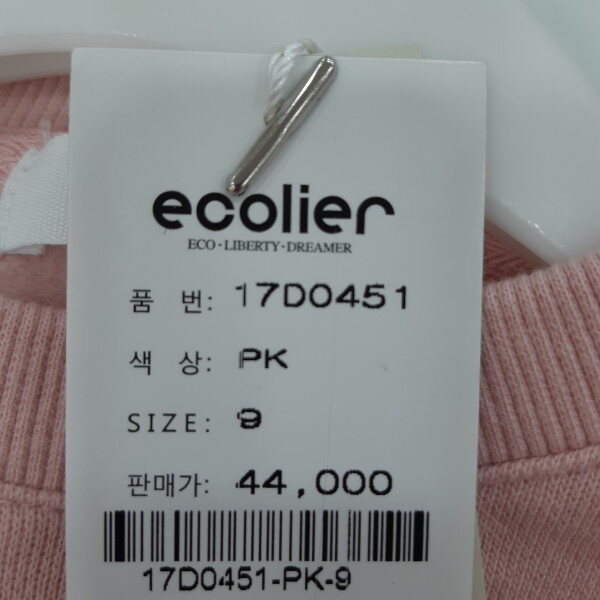 ecolier
ECO·LIBERTY·DREAMER
품 번: 17D0451
색 상: PK
SIZE: 9
판매가: 44,000
17D0451-PK-9